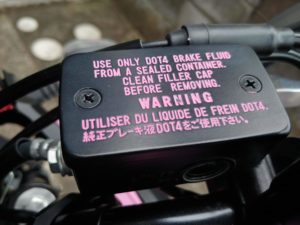 USE ONLY DOT4 BRAKE FLUID
FROM A SEALED CONTAINER.
CLEAN FILLER CAP
BEFORE REMOVING.
WARNING
UTILISER DU LIQUIDE DE FREIN DOT4.
純正ブレーキ液DOT4をご使用下さい。